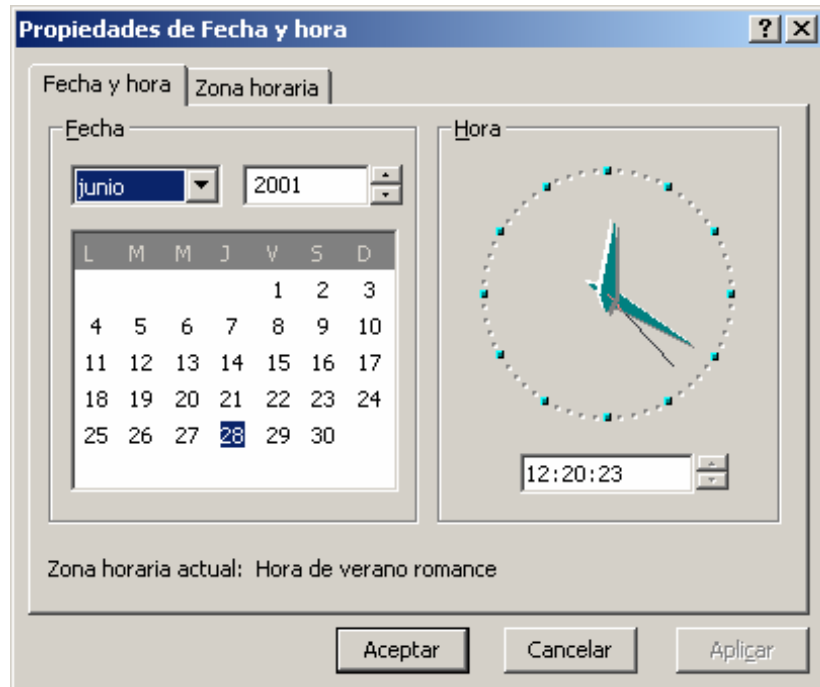 Propiedades de Fecha y hora
Fecha y hora Zona horaria
Fecha
junio 2001
L M M J V S D
1 2 3
4 5 6 7 8 9 10
11 12 13 14 15 16 17
18 19 20 21 22 23 24
25 26 27 28 29 30
Hora
12:20:23
Zona horaria actual: Hora de verano romance
Aceptar Cancelar Aplicar